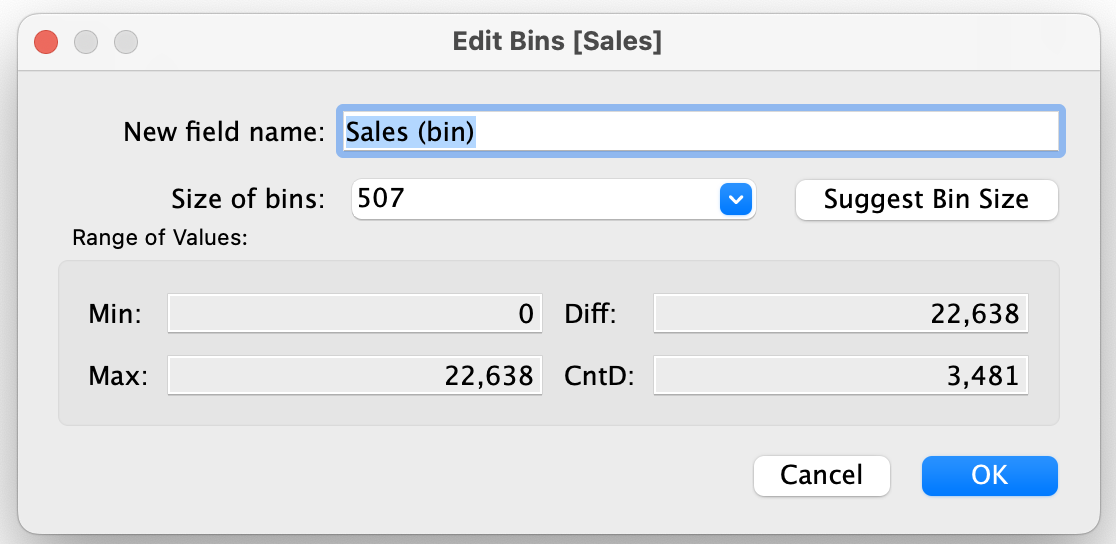 Edit Bins [Sales]
New field name: Sales (bin)
Size of bins: 507 Suggest Bin Size
Range of Values:
Min: 0 Diff: 22,638
Max: 22,638 CntD: 3,481
Cancel OK